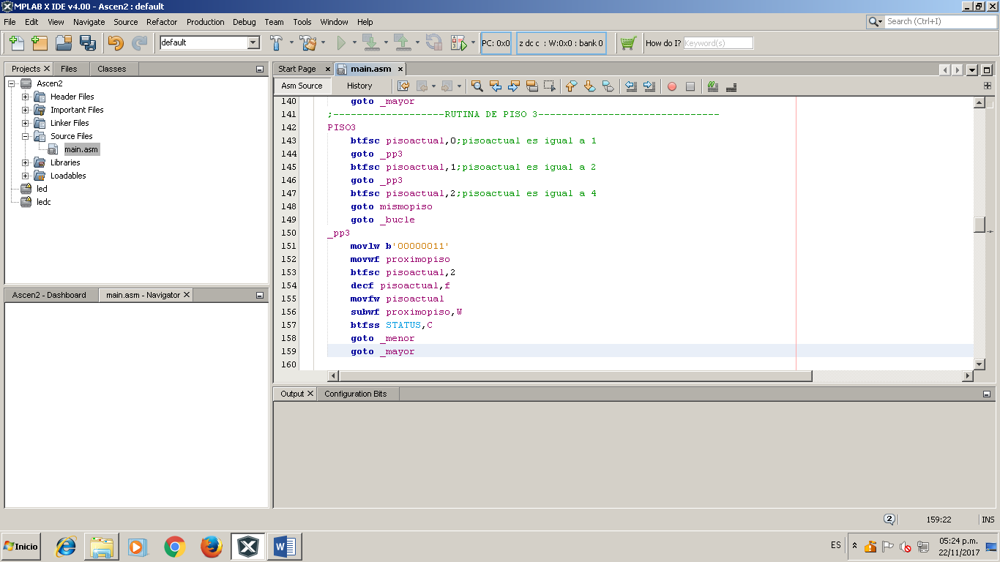 MPLAB X IDE v4.00 - Ascen2 : default
File Edit View Navigate Source Refactor Production Debug Team Tools Window Help
Search (Ctrl+I)
default
PC: 0x0
z dc c : W:0x0 : bank 0
How do I?
Keyword(s)
Projects
Files
Classes
Ascen2
Header Files
Important Files
Linker Files
Source Files
main.asm
Libraries
Loadables
led
ledc
Ascen2 - Dashboard
main.asm - Navigator
Start Page
main.asm
Asm Source
History
140 goto _mayor
141 ;-------------------RUTINA DE PISO 3-------------------------------
142 PISO3
143 btfsc pisoactual,0;pisoactual es igual a 1
144 goto _pp3
145 btfsc pisoactual,1;pisoactual es igual a 2
146 goto _pp3
147 btfsc pisoactual,2;pisoactual es igual a 4
148 goto mismopiso
149 goto _bucle
150 _pp3
151 movlw b'00000011'
152 movwf proximopiso
153 btfsc pisoactual,2
154 decf pisoactual,f
155 movfw pisoactual
156 subwf proximopiso,W
157 btfss STATUS,C
158 goto _menor
159 goto _mayor
160
Output
Configuration Bits
2
159:22
INS
Inicio
ES
05:24 p.m.
22/11/2017